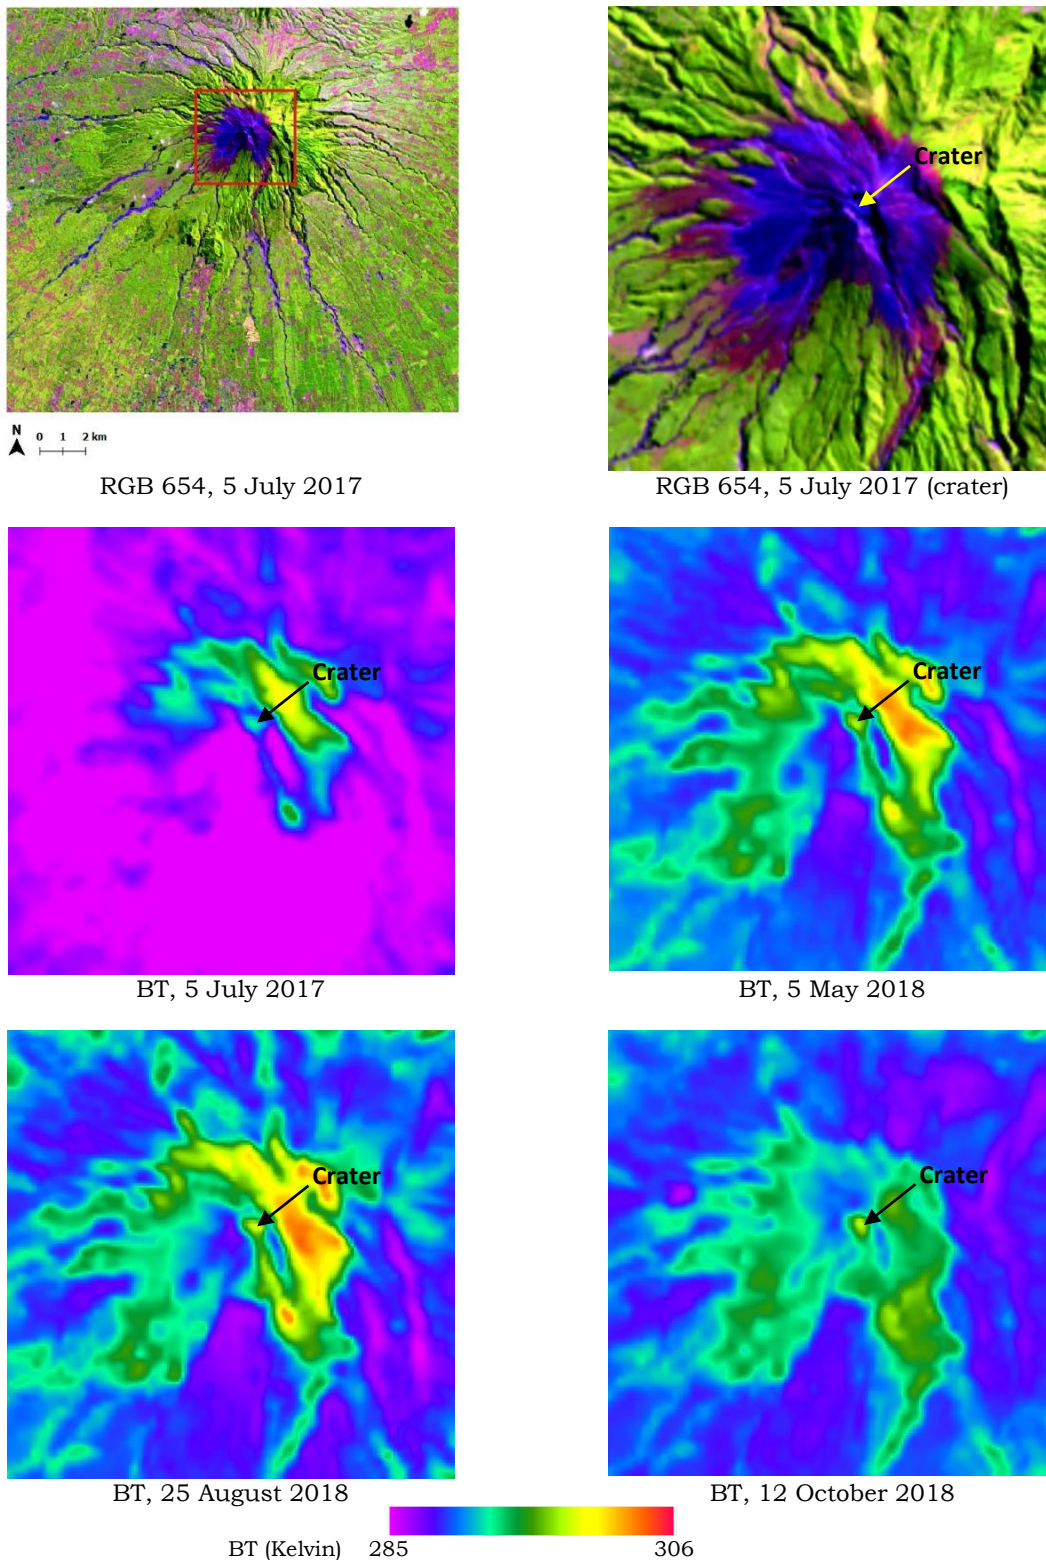 Crater
N
0 1 2 km
RGB 654, 5 July 2017
RGB 654, 5 July 2017 (crater)
Crater
Crater
BT, 5 July 2017
BT, 5 May 2018
Crater
Crater
BT, 25 August 2018
BT, 12 October 2018
BT (Kelvin) 285 306